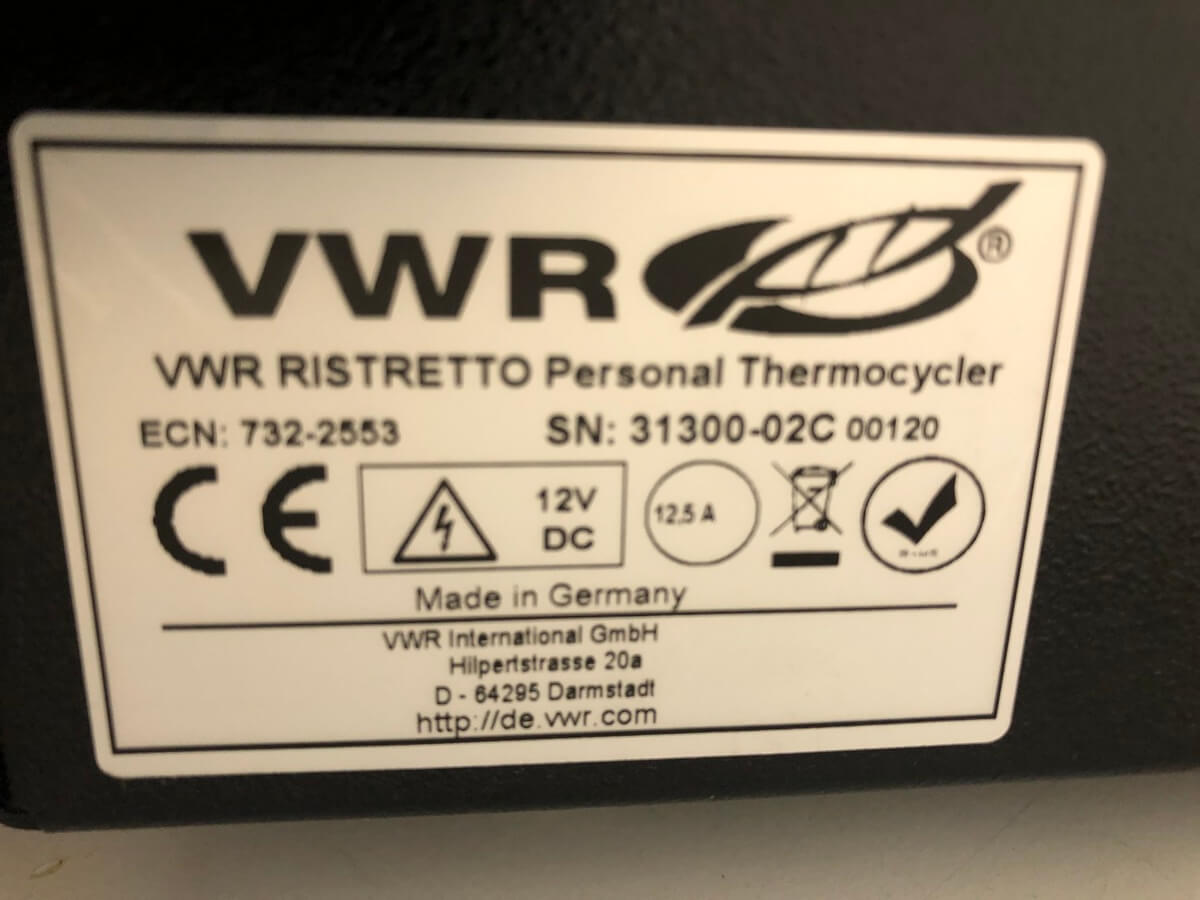 VWR ®
VWR RISTRETTO Personal Thermocycler
ECN: 732-2553 SN: 31300-02C 00120
CE 12V DC 12,5 A
Made in Germany
VWR International GmbH
Hilpertstrasse 20a
D - 64295 Darmstadt
http://de.vwr.com